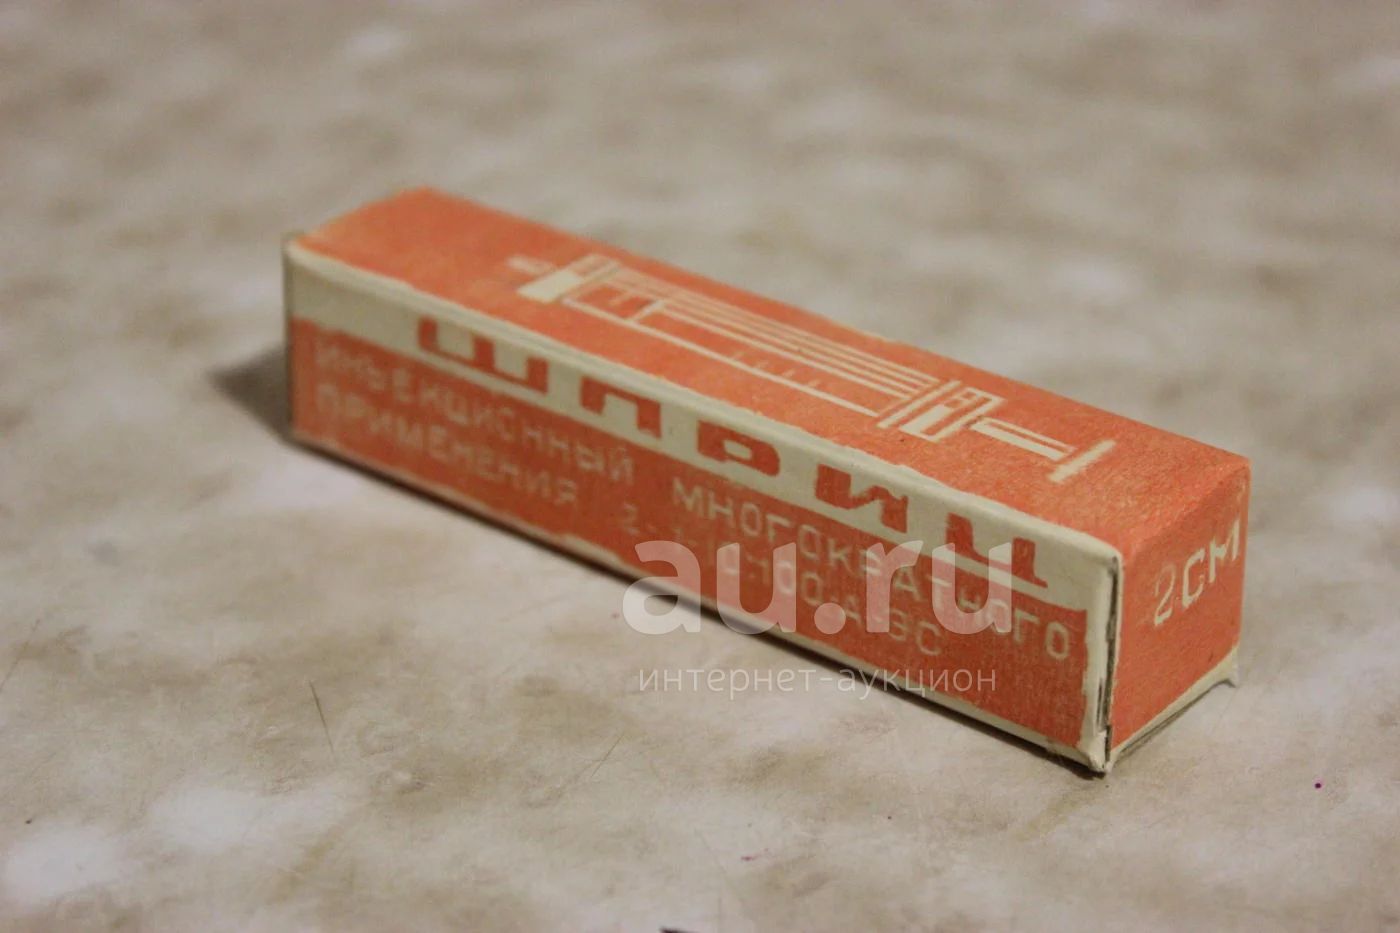 ШПРИЦ
ИНЪЕКЦИОННЫЙ МНОГОКРАТНОГО
ПРИМЕНЕНИЯ
2СМ
au.ru
интернет-аукцион